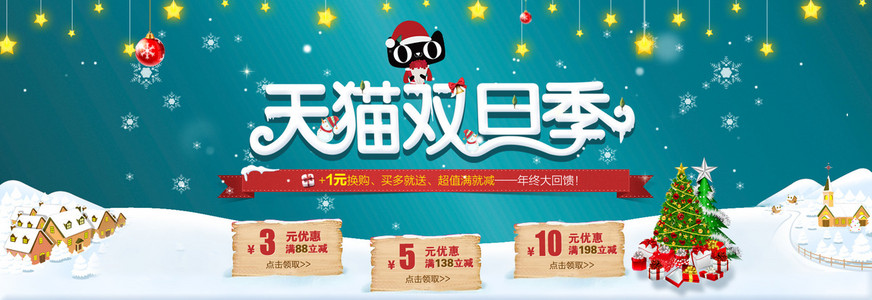 天猫双旦季
+1元换购、买多就送、超值满就减——年终大回馈！
¥3元优惠
满88立减
点击领取>>
¥5元优惠
满138立减
点击领取>>
¥10元优惠
满198立减
点击领取>>